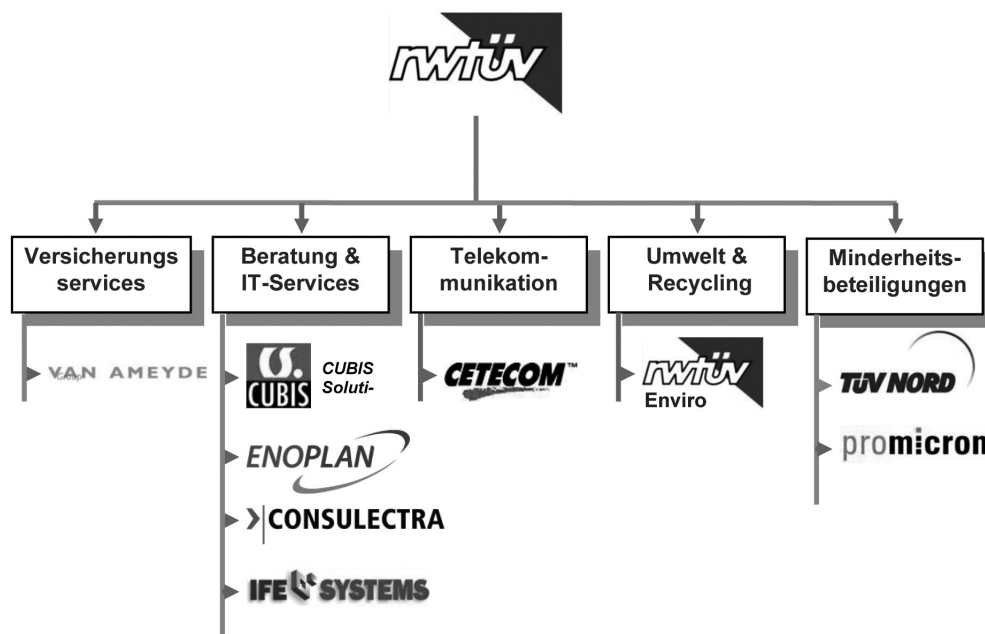 rwtüv
Versicherungs
services
Beratung &
IT-Services
Telekom-
munikation
Umwelt &
Recycling
Minderheits-
beteiligungen
VAN AMEYDE
Group
CUBIS
CUBIS
Soluti-
ENOPLAN
CONSULECTRA
IFE SYSTEMS
CETECOM™
rwtüv
Enviro
TÜV NORD
promicron